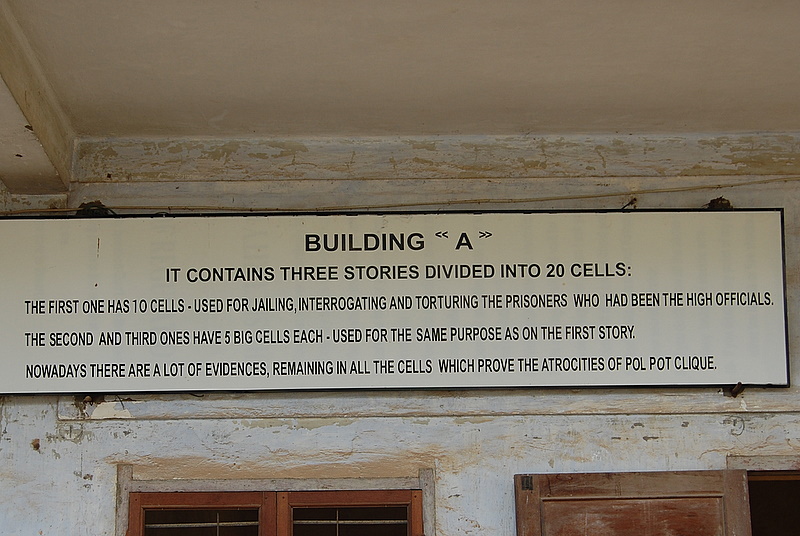 BUILDING << A >>
IT CONTAINS THREE STORIES DIVIDED INTO 20 CELLS:
THE FIRST ONE HAS 10 CELLS - USED FOR JAILING, INTERROGATING AND TORTURING THE PRISONERS WHO HAD BEEN THE HIGH OFFICIALS.
THE SECOND AND THIRD ONES HAVE 5 BIG CELLS EACH - USED FOR THE SAME PURPOSE AS ON THE FIRST STORY.
NOWADAYS THERE ARE A LOT OF EVIDENCES, REMAINING IN ALL THE CELLS WHICH PROVE THE ATROCITIES OF POL POT CLIQUE.